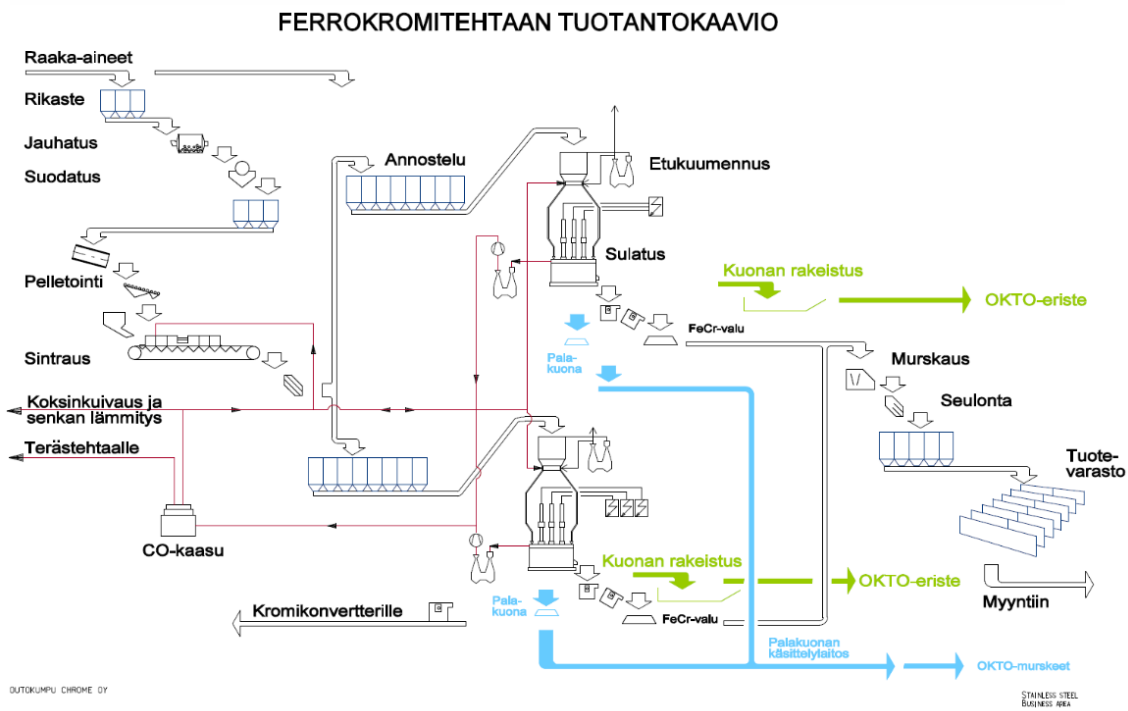 FERROKROMITEHTAAN TUOTANTOKAAVIO
Raaka-aineet
Rikaste
Jauhatus
Suodatus
Pelletointi
Sintraus
Koksinkuivaus ja
senkan lämmitys
Terästehtaalle
CO-kaasu
Kromikonvertterille
Annostelu
Etukuumennus
Sulatus
Kuonan rakeistus
OKTO-eriste
Pala-
kuona
FeCr-valu
Murskaus
Seulonta
Tuote-
varasto
Myyntiin
Kuonan rakeistus
OKTO-eriste
Pala-
kuona
FeCr-valu
Palakuonan
käsittelylaitos
OKTO-murskeet
OUTOKUMPU CHROME OY
STAINLESS STEEL
BUSINESS AREA